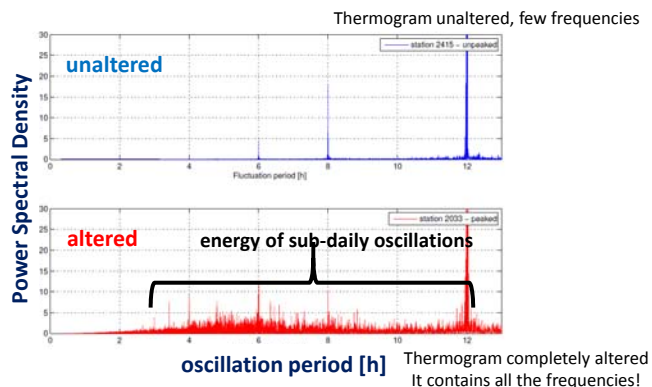 Thermogram unaltered, few frequencies
30
station 2415 - unpeaked
25
unaltered
20
15
10
5
0
0 2 4 6 8 10 12
Fluctuation period [h]
Power Spectral Density
30
station 2033 - peaked
altered
energy of sub-daily oscillations
25
20
15
10
5
0
0 2 4 6 8 10 12
oscillation period [h]
Thermogram completely altered
It contains all the frequencies!